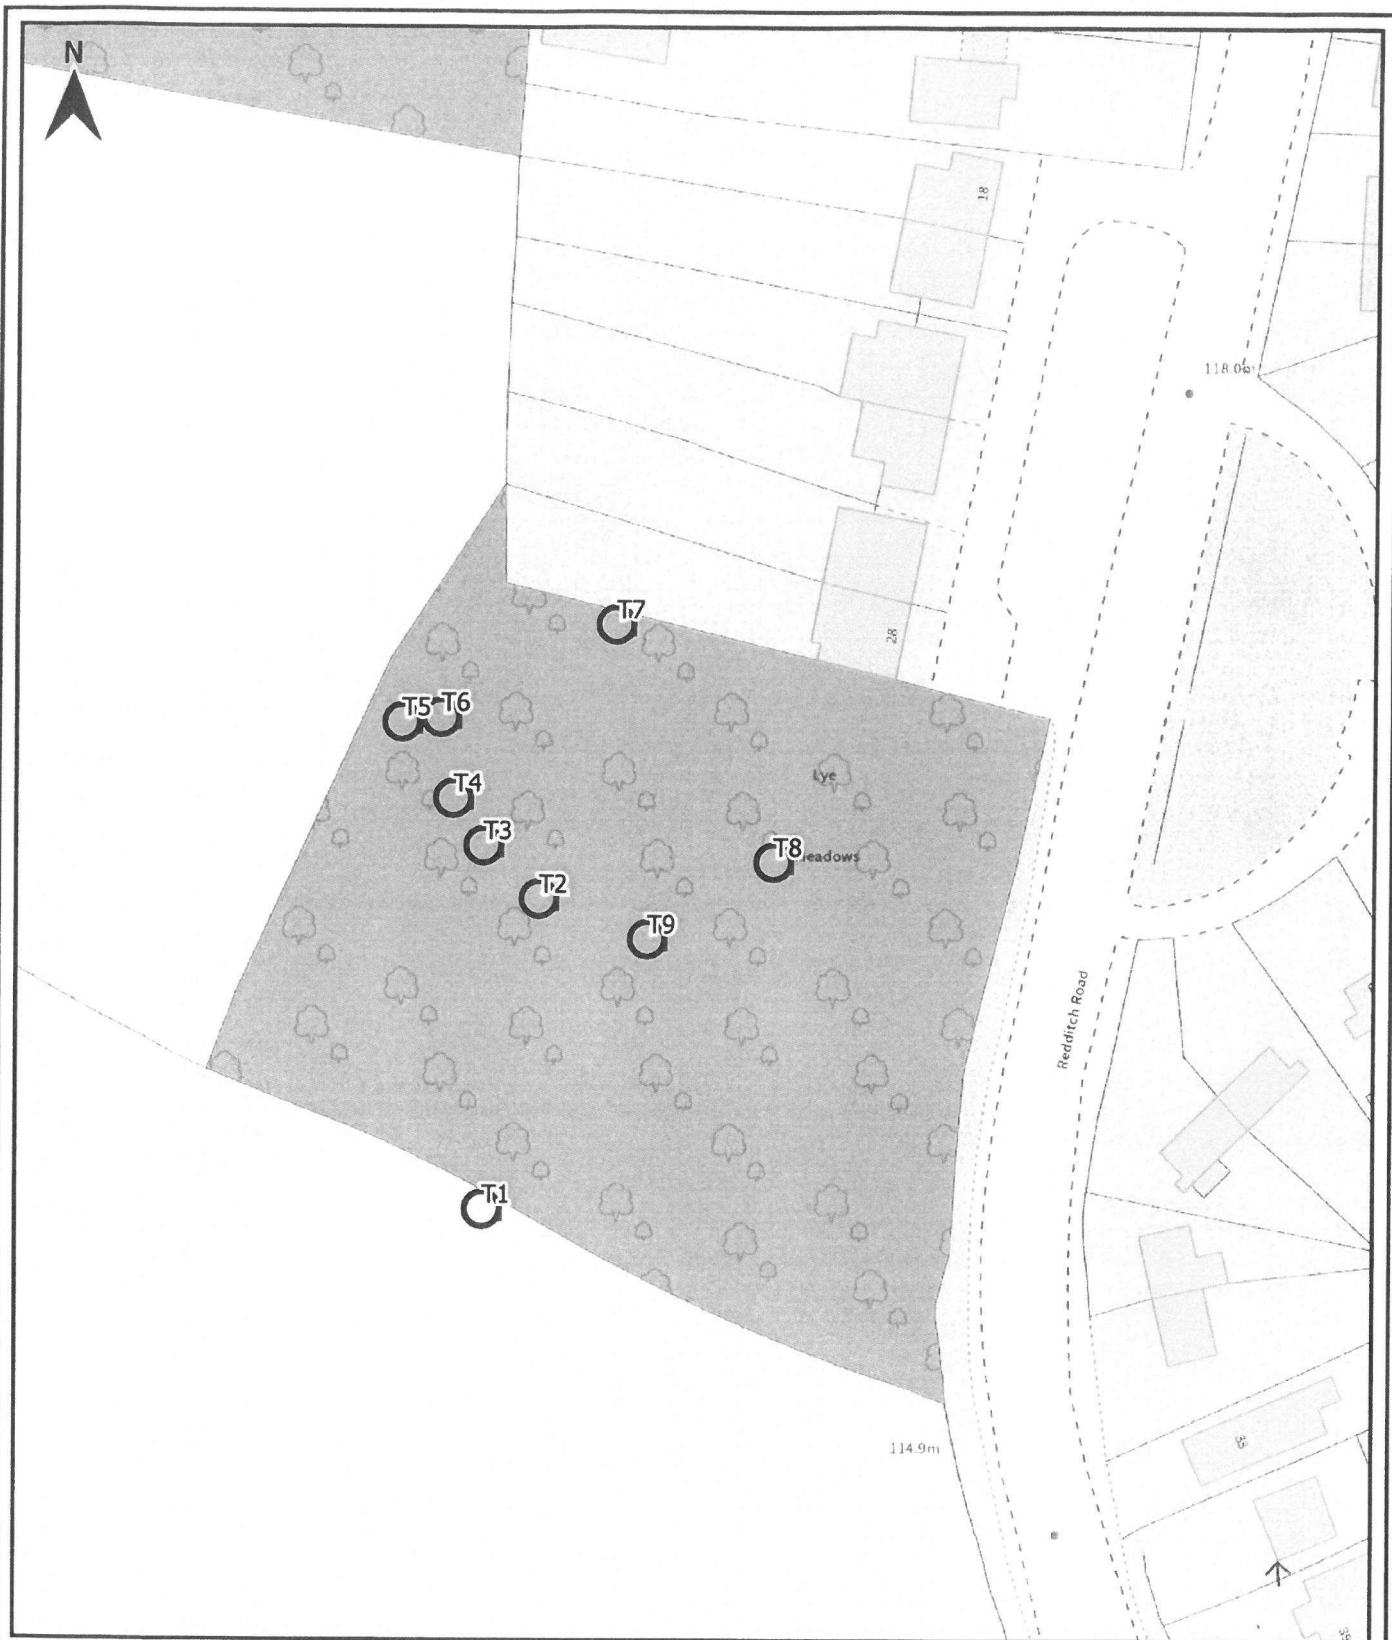 N
18
118.0m
T7
28
T5
T6
Lye
T4
T3
T8
eadows
T2
T9
Redditch Road
T1
114.9m
33